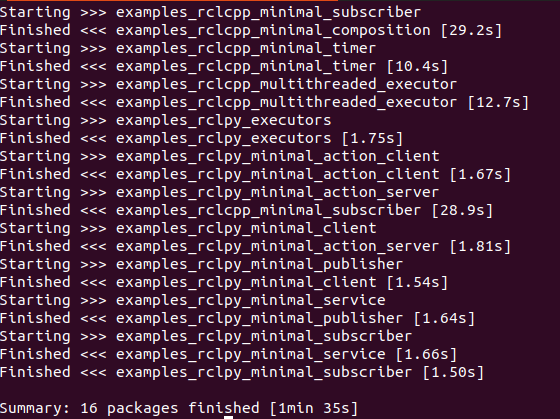 Starting >>> examples_rclcpp_minimal_subscriber
Finished <<< examples_rclcpp_minimal_composition [29.2s]
Starting >>> examples_rclcpp_minimal_timer
Finished <<< examples_rclcpp_minimal_timer [10.4s]
Starting >>> examples_rclcpp_multithreaded_executor
Finished <<< examples_rclcpp_multithreaded_executor [12.7s]
Starting >>> examples_rclpy_executors
Finished <<< examples_rclpy_executors [1.75s]
Starting >>> examples_rclpy_minimal_action_client
Finished <<< examples_rclpy_minimal_action_client [1.67s]
Starting >>> examples_rclpy_minimal_action_server
Finished <<< examples_rclcpp_minimal_subscriber [28.9s]
Starting >>> examples_rclpy_minimal_client
Finished <<< examples_rclpy_minimal_action_server [1.81s]
Starting >>> examples_rclpy_minimal_publisher
Finished <<< examples_rclpy_minimal_client [1.54s]
Starting >>> examples_rclpy_minimal_service
Finished <<< examples_rclpy_minimal_publisher [1.64s]
Starting >>> examples_rclpy_minimal_subscriber
Finished <<< examples_rclpy_minimal_service [1.66s]
Finished <<< examples_rclpy_minimal_subscriber [1.50s]
Summary: 16 packages finished [1min 35s]